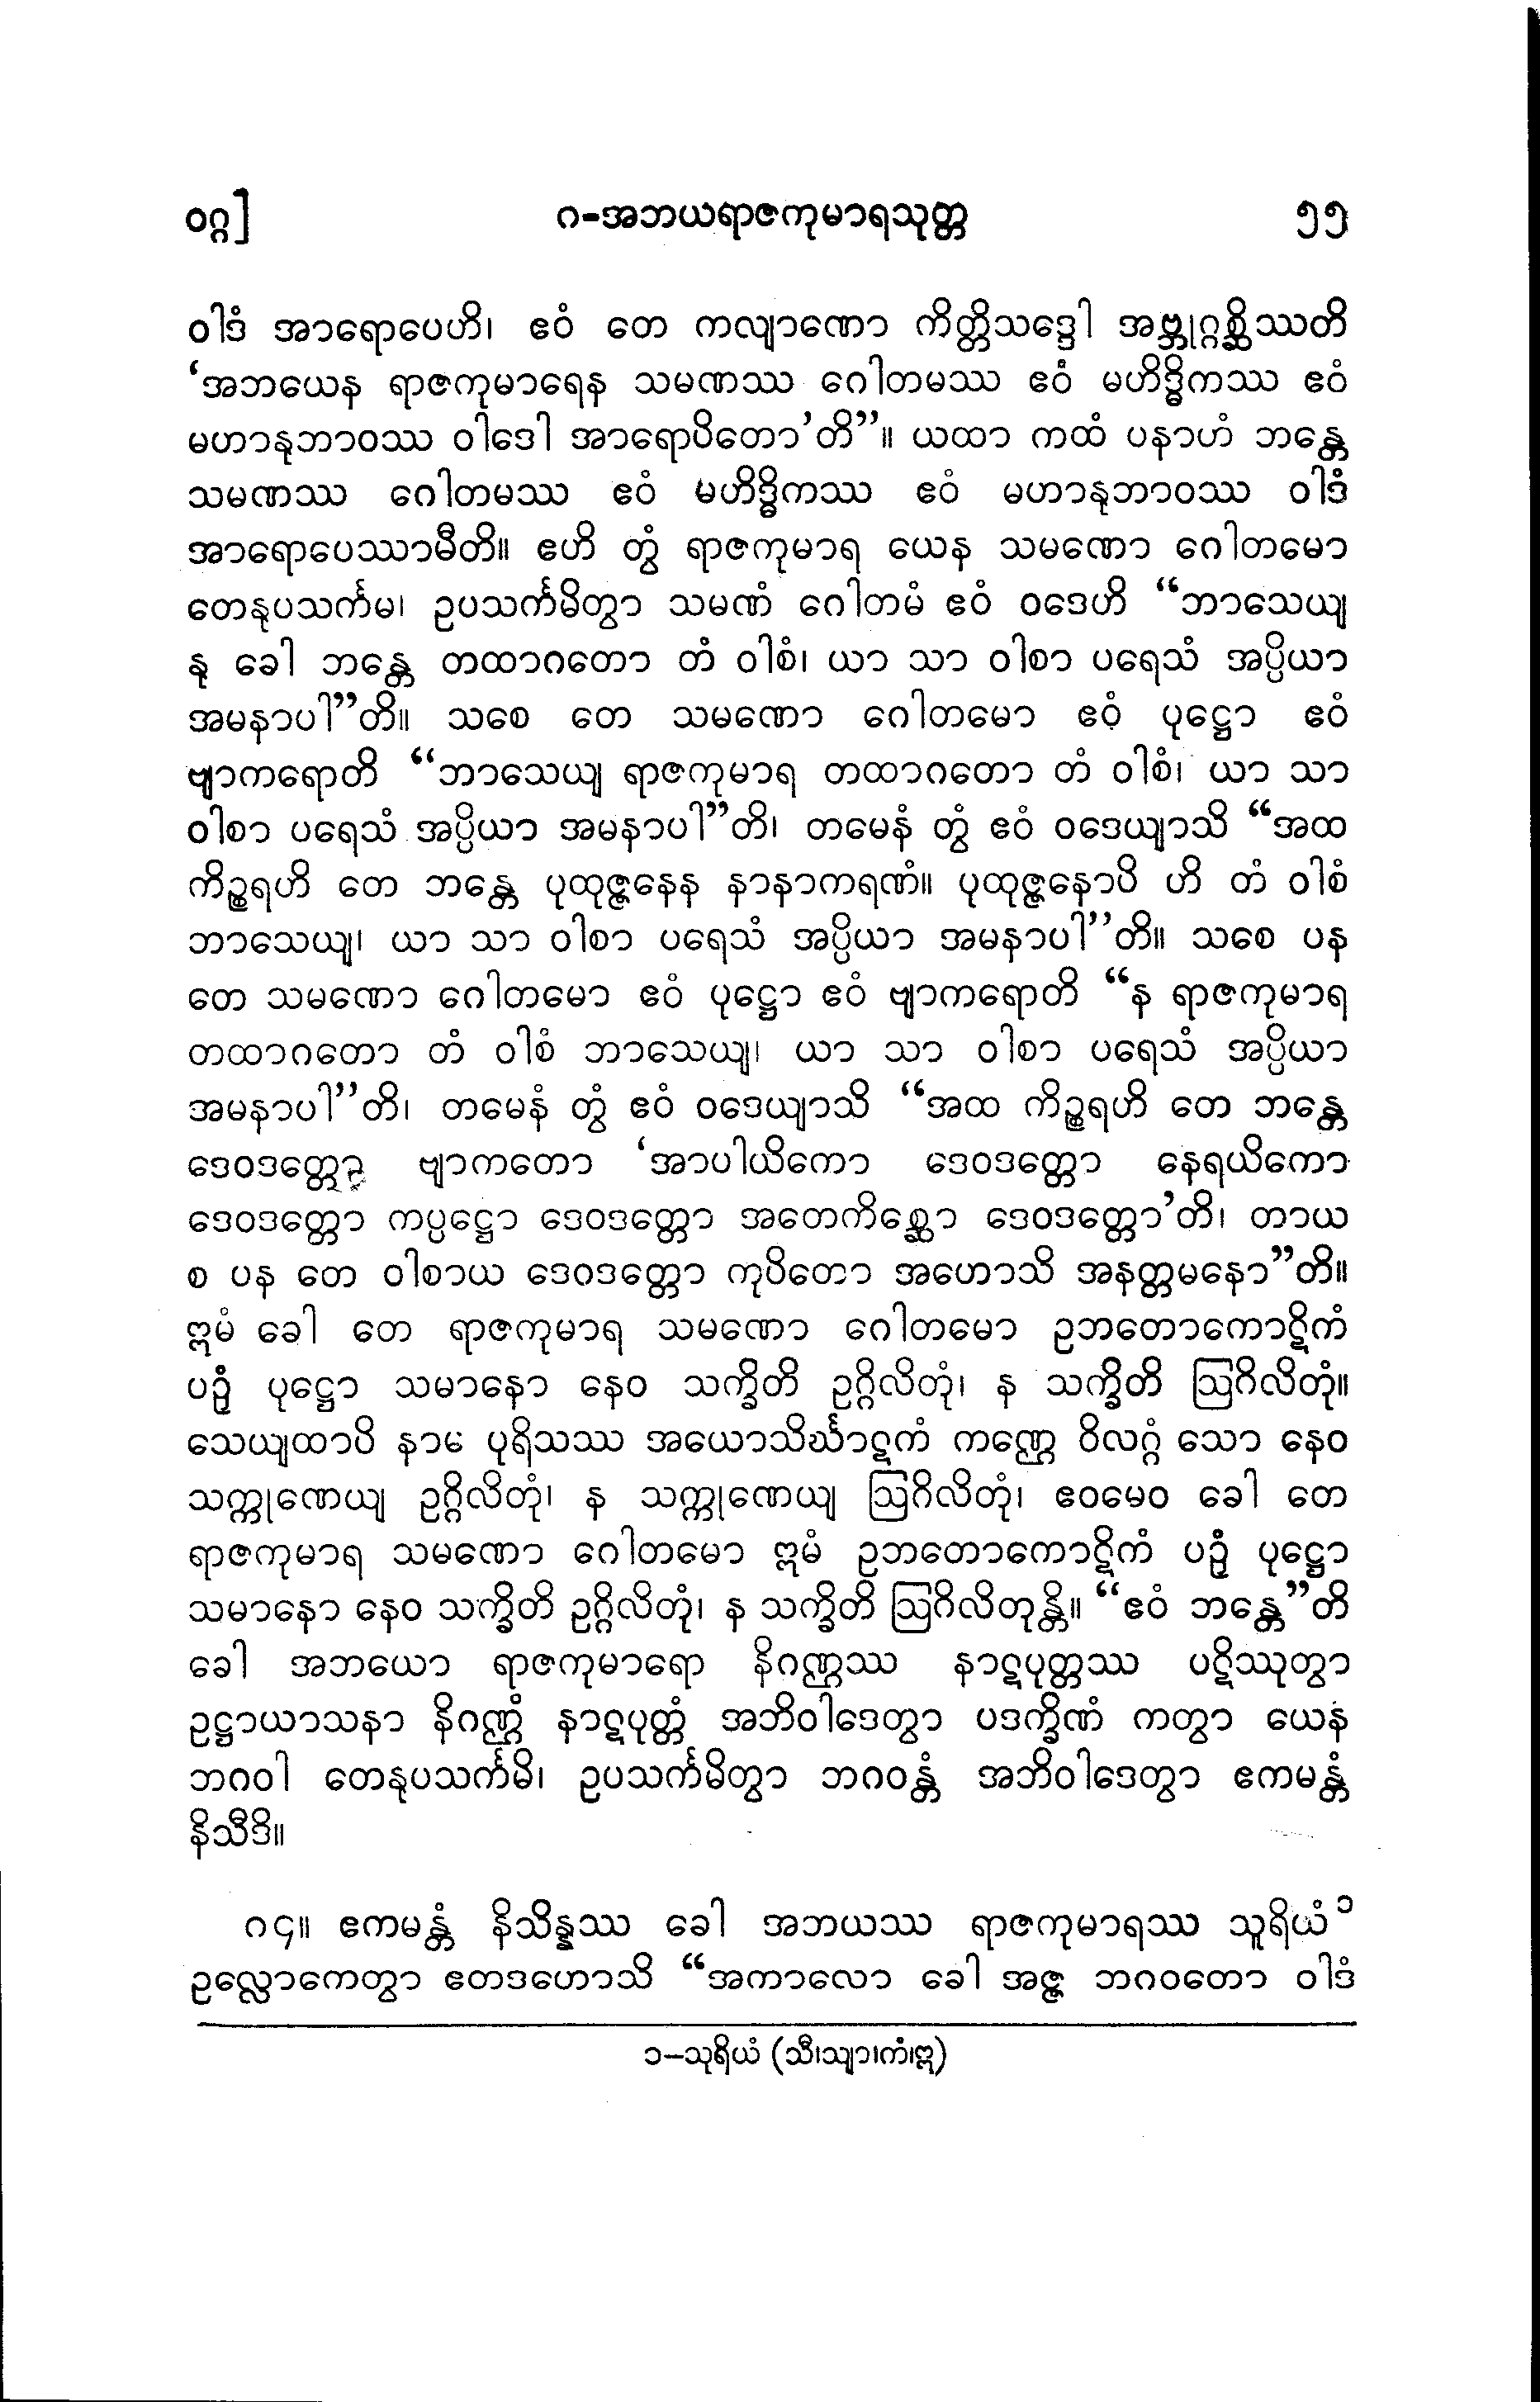 ဝဂ္ဂ]
ဂ-အဘယရာဇကုမာရသုတ္တ
၅၅
ဝါဒံ အာရောပေဟိ၊ ဧဝံ တေ ကလျာဏော ကိတ္တိသဒ္ဒေါ အဗ္ဘုဂ္ဂစ္ဆိဿတိ
‘အဘယေန ရာဇကုမာရေန သမဏဿ ဂေါတမဿ ဧဝံ မဟိဒ္ဓိကဿ ဧဝံ
မဟာနုဘာဝဿ ဝါဒေါ အာရောပိတော’တိ”။ ယထာ ကထံ ပနာဟံ ဘန္တေ
သမဏဿ ဂေါတမဿ ဧဝံ မဟိဒ္ဓိကဿ ဧဝံ မဟာနုဘာဝဿ ဝါဒံ
အာရောပေဿာမီတိ။ ဧဟိ တွံ ရာဇကုမာရ ယေန သမဏော ဂေါတမော
တေနုပသင်္ကမ၊ ဥပသင်္ကမိတွာ သမဏံ ဂေါတမံ ဧဝံ ဝဒေဟိ “ဘာသေယျ
နု ခေါ ဘန္တေ တထာဂတော တံ ဝါစံ၊ ယာ သာ ဝါစာ ပရေသံ အပ္ပိယာ
အမနာပါ”တိ။ သစေ တေ သမဏော ဂေါတမော ဧဝံ့ ပုဋ္ဌော ဧဝံ
ဗျာကရောတိ “ဘာသေယျ ရာဇကုမာရ တထာဂတော တံ ဝါစံ၊ ယာ သာ
ဝါစာ ပရေသံ အပ္ပိယာ အမနာပါ”တိ၊ တမေနံ တွံ ဧဝံ ဝဒေယျာသိ “အထ
ကိဉ္စရဟိ တေ ဘန္တေ ပုထုဇ္ဇနေန နာနာကရဏံ။ ပုထုဇ္ဇနောပိ ဟိ တံ ဝါစံ
ဘာသေယျ၊ ယာ သာ ဝါစာ ပရေသံ အပ္ပိယာ အမနာပါ”တိ။ သစေ ပန
တေ သမဏော ဂေါတမော ဧဝံ ပုဋ္ဌော ဧဝံ ဗျာကရောတိ “န ရာဇကုမာရ
တထာဂတော တံ ဝါစံ ဘာသေယျ၊ ယာ သာ ဝါစာ ပရေသံ အပ္ပိယာ
အမနာပါ”တိ၊ တမေနံ တွံ ဧဝံ ဝဒေယျာသိ “အထ ကိဉ္စရဟိ တေ ဘန္တေ
ဒေဝဒတ္တော ဗျာကတော ‘အာပါယိကော ဒေဝဒတ္တော နေရယိကော
ဒေဝဒတ္တော ကပ္ပဋ္ဌော ဒေဝဒတ္တော အတေကိစ္ဆော ဒေဝဒတ္တော’တိ၊ တာယ
စ ပန တေ ဝါစာယ ဒေဝဒတ္တော ကုပိတော အဟောသိ အနတ္တမနော”တိ။
ဣမံ ခေါ တေ ရာဇကုမာရ သမဏော ဂေါတမော ဥဘတောကောဋိကံ
ပဉှံ ပုဋ္ဌော သမာနော နေဝ သက္ခိတိ ဥဂ္ဂိလိတုံ၊ န သက္ခိတိ ဩဂိလိတုံ။
သေယျထာပိ နာမ ပုရိသဿ အယောသိင်္ဃာဋကံ ကဏ္ဌေ ဝိလဂ္ဂံ သော နေဝ
သက္ကုဏေယျ ဥဂ္ဂိလိတုံ၊ န သက္ကုဏေယျ ဩဂိလိတုံ၊ ဧဝမေဝ ခေါ တေ
ရာဇကုမာရ သမဏော ဂေါတမော ဣမံ ဥဘတောကောဋိကံ ပဉှံ ပုဋ္ဌော
သမာနော နေဝ သက္ခိတိ ဥဂ္ဂိလိတုံ၊ န သက္ခိတိ ဩဂိလိတုန္တိ။ “ဧဝံ ဘန္တေ”တိ
ခေါ အဘယော ရာဇကုမာရော နိဂဏ္ဌဿ နာဋပုတ္တဿ ပဋိဿုတွာ
ဥဋ္ဌာယာသနာ နိဂဏ္ဌံ နာဋပုတ္တံ အဘိဝါဒေတွာ ပဒက္ခိဏံ ကတွာ ယေန
ဘဂဝါ တေနုပသင်္ကမိ၊ ဥပသင်္ကမိတွာ ဘဂဝန္တံ အဘိဝါဒေတွာ ဧကမန္တံ
နိသီဒိ။
ဂ၄။ ဧကမန္တံ နိသိန္နဿ ခေါ အဘယဿ ရာဇကုမာရဿ သူရိယံ၁
ဥလ္လောကေတွာ ဧတဒဟောသိ “အကာလော ခေါ အဇ္ဇ ဘဂဝတော ဝါဒံ
၁–သုရိယံ (သီ၊သျာ၊ကံ၊ဣ)